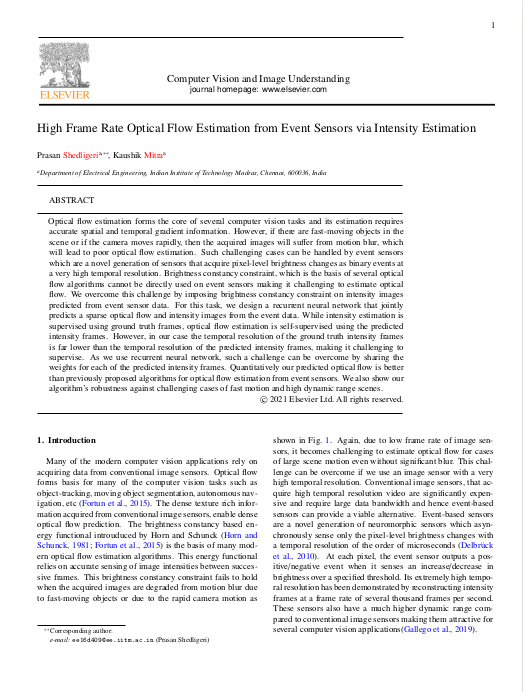 1
ELSEVIER
Computer Vision and Image Understanding
journal homepage: www.elsevier.com
High Frame Rate Optical Flow Estimation from Event Sensors via Intensity Estimation
Prasan Shedligeriᵃ,**, Kaushik Mitraᵃ
ᵃDepartment of Electrical Engineering, Indian Institute of Technology Madras, Chennai, 600036, India
ABSTRACT
Optical flow estimation forms the core of several computer vision tasks and its estimation requires
accurate spatial and temporal gradient information. However, if there are fast-moving objects in the
scene or if the camera moves rapidly, then the acquired images will suffer from motion blur, which
will lead to poor optical flow estimation. Such challenging cases can be handled by event sensors
which are a novel generation of sensors that acquire pixel-level brightness changes as binary events at
a very high temporal resolution. Brightness constancy constraint, which is the basis of several optical
flow algorithms cannot be directly used on event sensors making it challenging to estimate optical
flow. We overcome this challenge by imposing brightness constancy constraint on intensity images
predicted from event sensor data. For this task, we design a recurrent neural network that jointly
predicts a sparse optical flow and intensity images from the event data. While intensity estimation is
supervised using ground truth frames, optical flow estimation is self-supervised using the predicted
intensity frames. However, in our case the temporal resolution of the ground truth intensity frames
is far lower than the temporal resolution of the predicted intensity frames, making it challenging to
supervise. As we use recurrent neural network, such a challenge can be overcome by sharing the
weights for each of the predicted intensity frames. Quantitatively our predicted optical flow is better
than previously proposed algorithms for optical flow estimation from event sensors. We also show our
algorithm's robustness against challenging cases of fast motion and high dynamic range scenes.
© 2021 Elsevier Ltd. All rights reserved.
1. Introduction
Many of the modern computer vision applications rely on
acquiring data from conventional image sensors. Optical flow
forms basis for many of the computer vision tasks such as
object-tracking, moving object segmentation, autonomous nav-
igation, etc (Fortun et al., 2015). The dense texture rich infor-
mation acquired from conventional image sensors, enable dense
optical flow prediction. The brightness constancy based en-
ergy functional introduced by Horn and Schunck (Horn and
Schunck, 1981; Fortun et al., 2015) is the basis of many mod-
ern optical flow estimation algorithms. This energy functional
relies on accurate sensing of image intensities between succes-
sive frames. This brightness constancy constraint fails to hold
when the acquired images are degraded from motion blur due
to fast-moving objects or due to the rapid camera motion as
**Corresponding author:
e-mail: ee16d409@ee.iitm.ac.in (Prasan Shedligeri)
shown in Fig. 1. Again, due to low frame rate of image sen-
sors, it becomes challenging to estimate optical flow for cases
of large scene motion even without significant blur. This chal-
lenge can be overcome if we use an image sensor with a very
high temporal resolution. Conventional image sensors, that ac-
quire high temporal resolution video are significantly expen-
sive and require large data bandwidth and hence event-based
sensors can provide a viable alternative. Event-based sensors
are a novel generation of neuromorphic sensors which asyn-
chronously sense only the pixel-level brightness changes with
a temporal resolution of the order of microseconds (Delbrück
et al., 2010). At each pixel, the event sensor outputs a pos-
itive/negative event when it senses an increase/decrease in
brightness over a specified threshold. Its extremely high tempo-
ral resolution has been demonstrated by reconstructing intensity
frames at a frame rate of several thousand frames per second.
These sensors also have a much higher dynamic range com-
pared to conventional image sensors making them attractive for
several computer vision applications(Gallego et al., 2019).